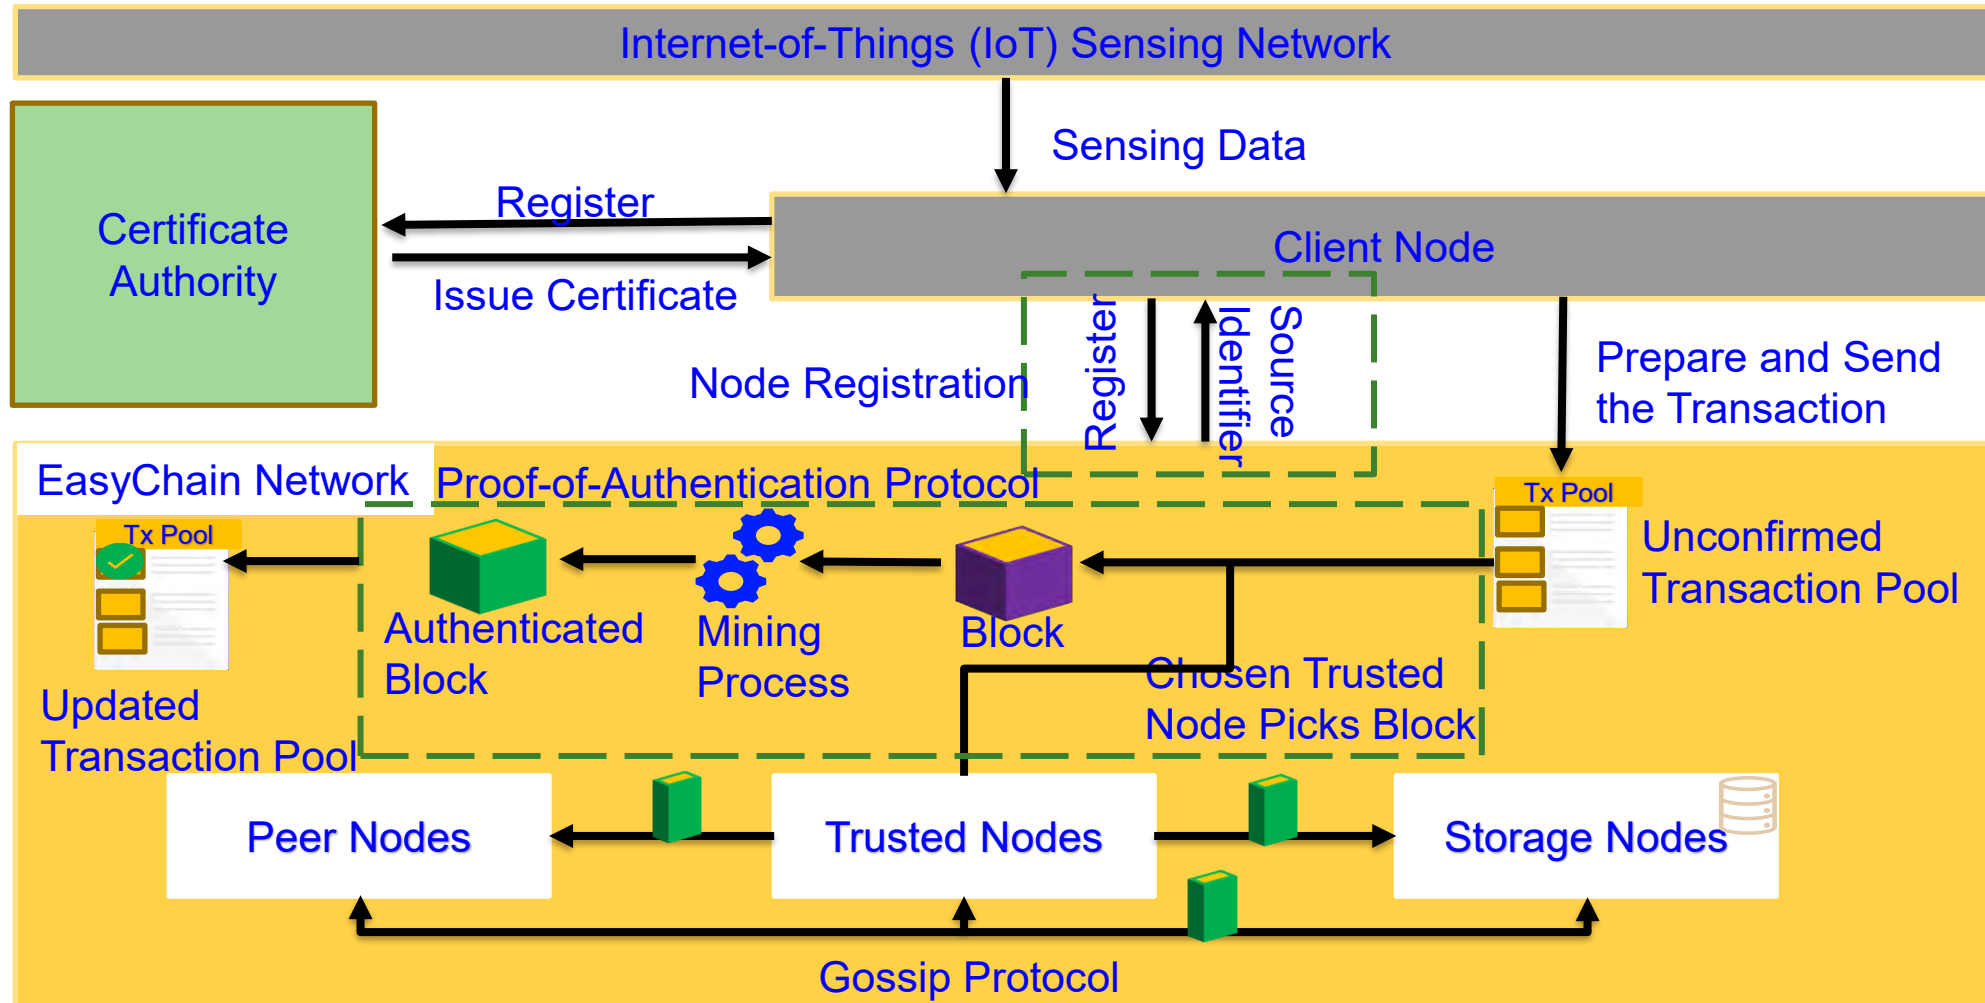 Internet-of-Things (IoT) Sensing Network
Sensing Data
Certificate
Authority
Register
Issue Certificate
Client Node
Node Registration
Register
Source
Identifier
Prepare and Send
the Transaction
EasyChain Network
Proof-of-Authentication Protocol
Tx Pool
Updated
Transaction Pool
Authenticated
Block
Mining
Process
Block
Chosen Trusted
Node Picks Block
Tx Pool
Unconfirmed
Transaction Pool
Peer Nodes
Trusted Nodes
Storage Nodes
Gossip Protocol